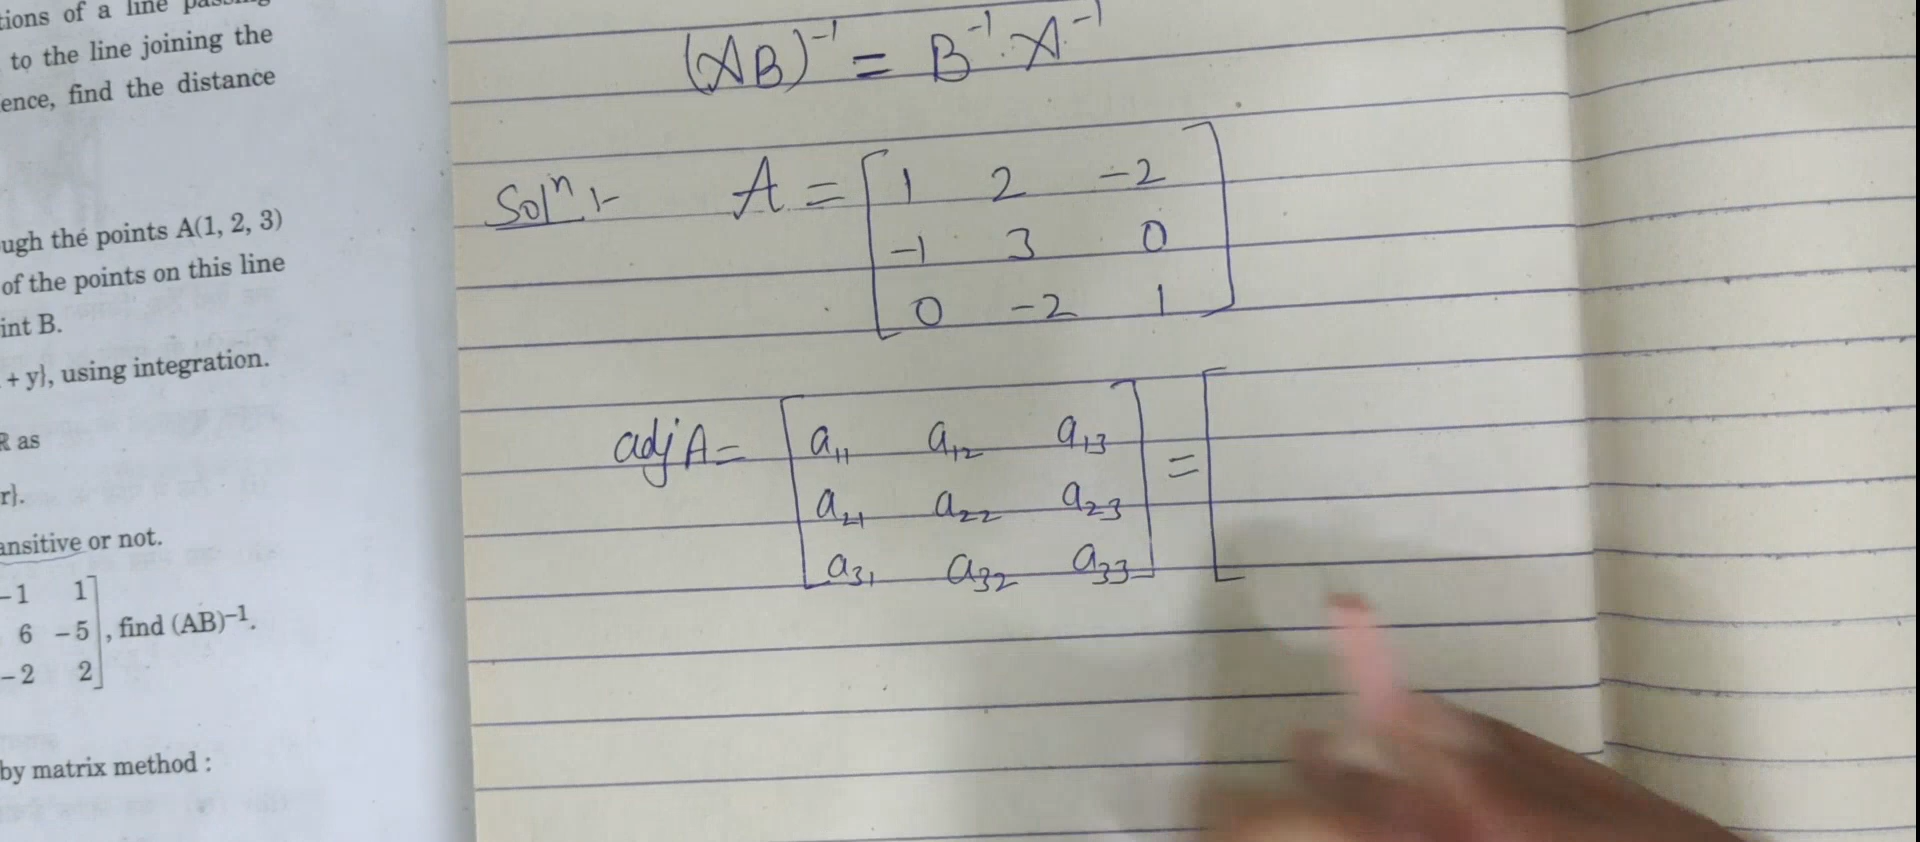 tions of a line
to the line joining the
ence, find the distance
ugh the points A(1, 2, 3)
of the points on this line
int B.
+ y}, using integration.
R as
r}.
ansitive or not.
-1 1
6 -5 , find (AB)⁻¹.
-2 2
by matrix method :
(AB)⁻¹ = B⁻¹. A⁻¹
Solⁿ :- A = [ 1 2 -2
-1 3 0
0 -2 1 ]
adj A = [ a₁₁ a₁₂ a₁₃ = [
a₂₁ a₂₂ a₂₃
a₃₁ a₃₂ a₃₃ ]